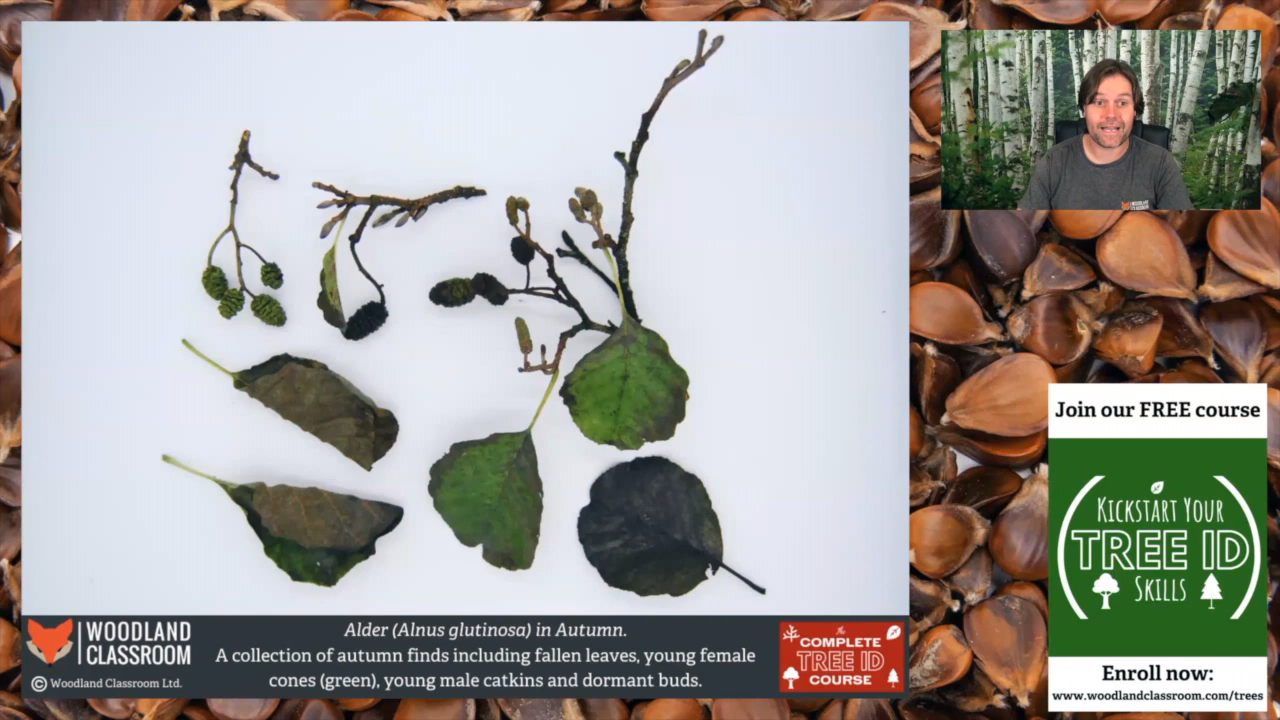 WOODLAND
CLASSROOM
© Woodland Classroom Ltd.
Alder (Alnus glutinosa) in Autumn.
A collection of autumn finds including fallen leaves, young female
cones (green), young male catkins and dormant buds.
The
COMPLETE
TREE ID
COURSE
WOODLAND
CLASSROOM
Join our FREE course
KICKSTART YOUR
TREE ID
SKILLS
Enroll now:
www.woodlandclassroom.com/trees